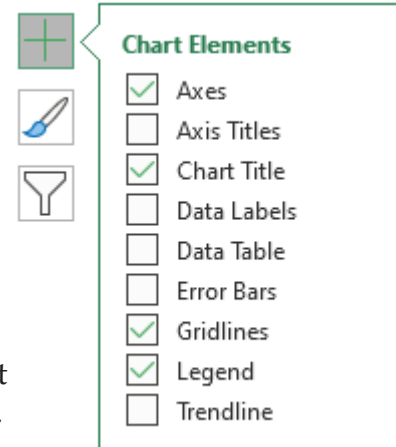 Chart Elements
Axes
Axis Titles
Chart Title
Data Labels
Data Table
Error Bars
Gridlines
Legend
Trendline